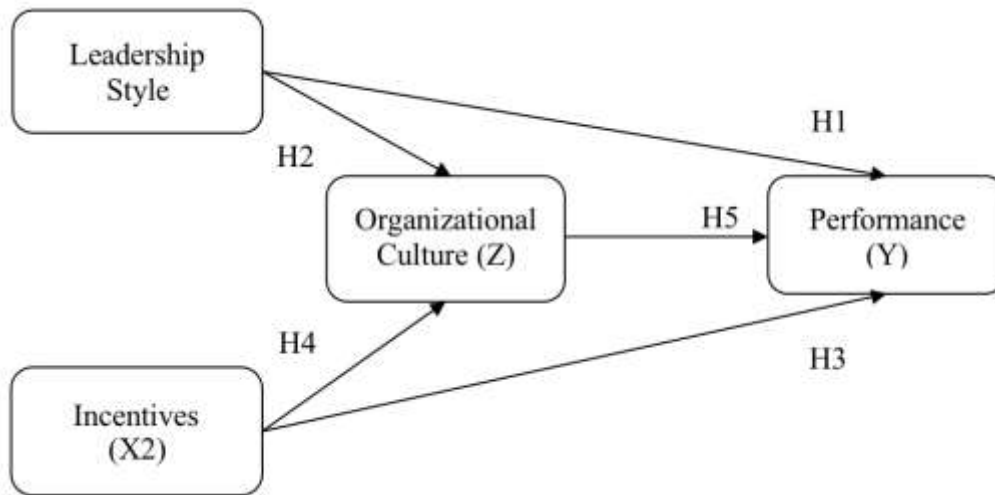 Leadership
Style
H1
H2
Organizational
Culture (Z)
H5
Performance
(Y)
H4
H3
Incentives
(X2)